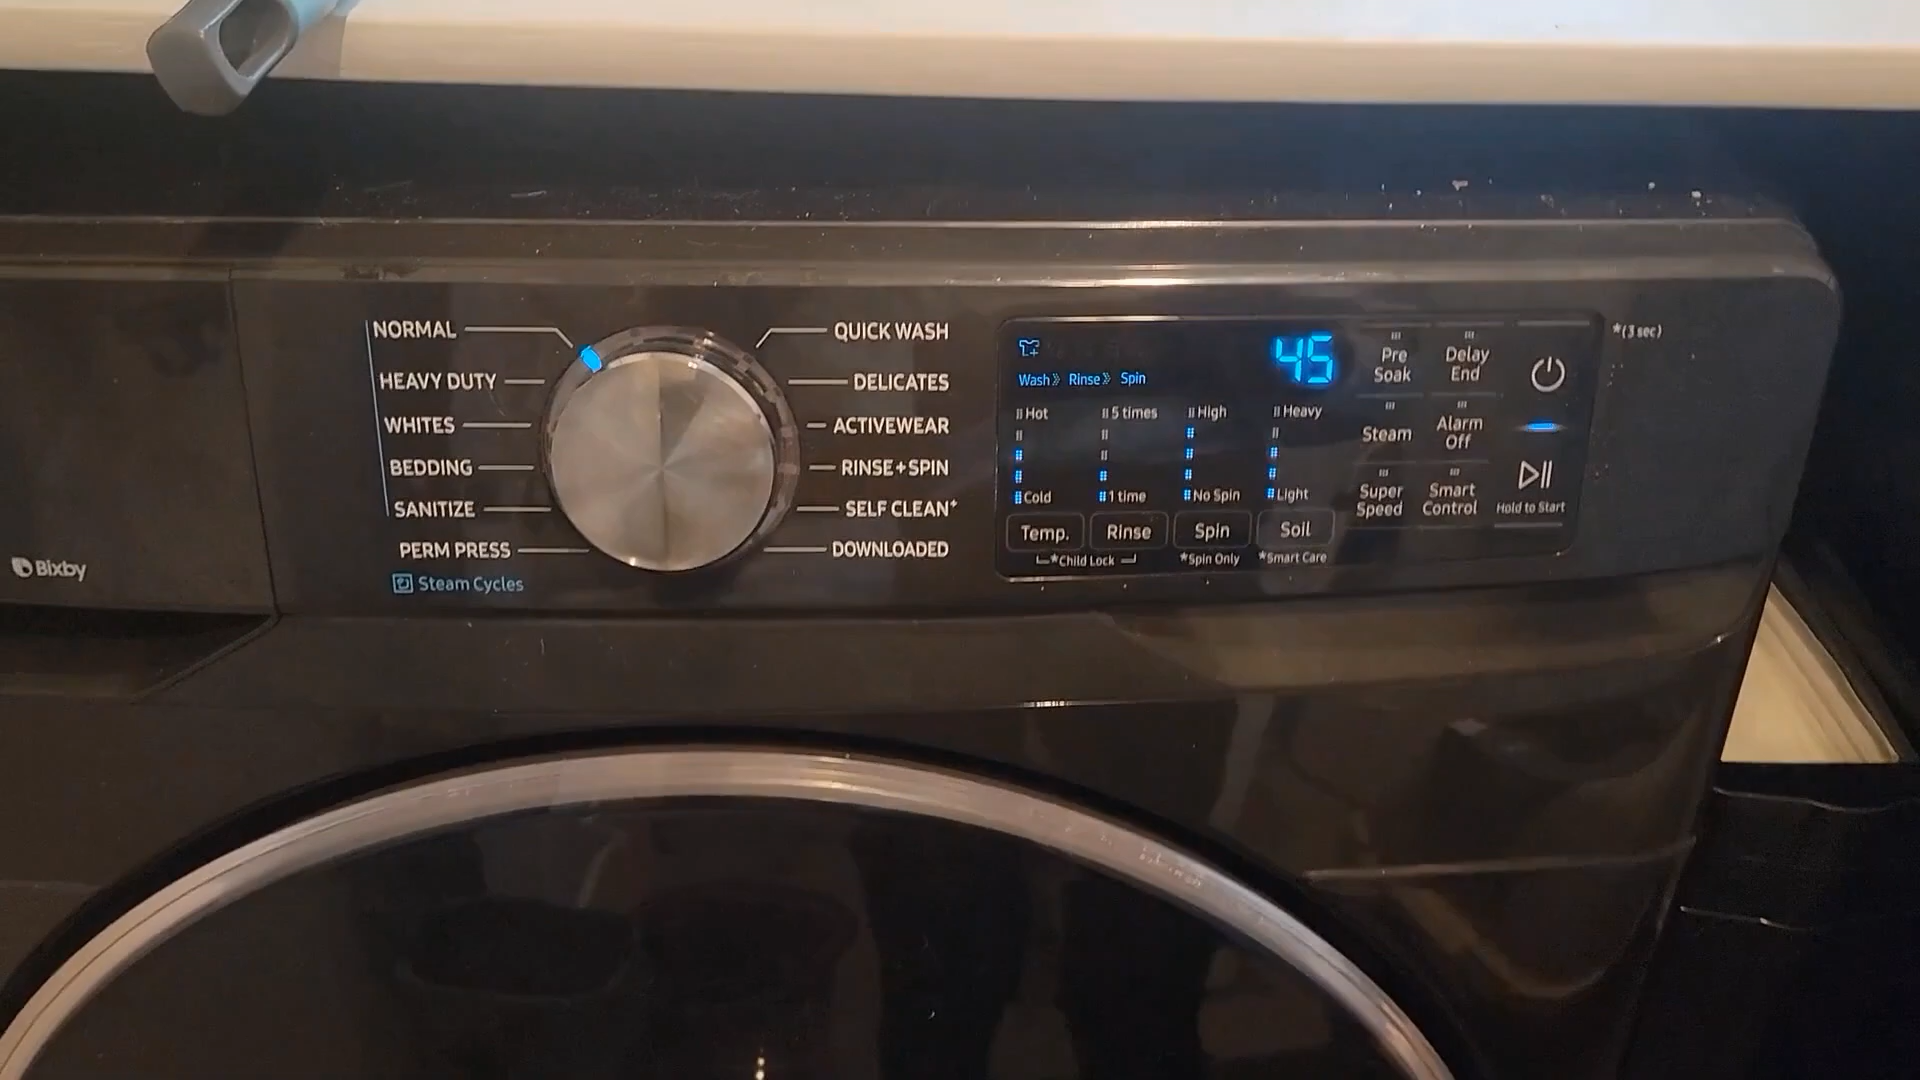 NORMAL
HEAVY DUTY
WHITES
BEDDING
SANITIZE
PERM PRESS
Steam Cycles
Bixby
QUICK WASH
DELICATES
ACTIVEWEAR
RINSE+SPIN
SELF CLEAN*
DOWNLOADED
45
Wash» Rinse» Spin
Hot 5 times High Heavy
Cold 1 time No Spin Light
Temp. Rinse Spin Soil
*Child Lock *Spin Only *Smart Care
Pre Soak
Delay End
Steam
Alarm Off
Super Speed
Smart Control
Hold to Start
*(3 sec)